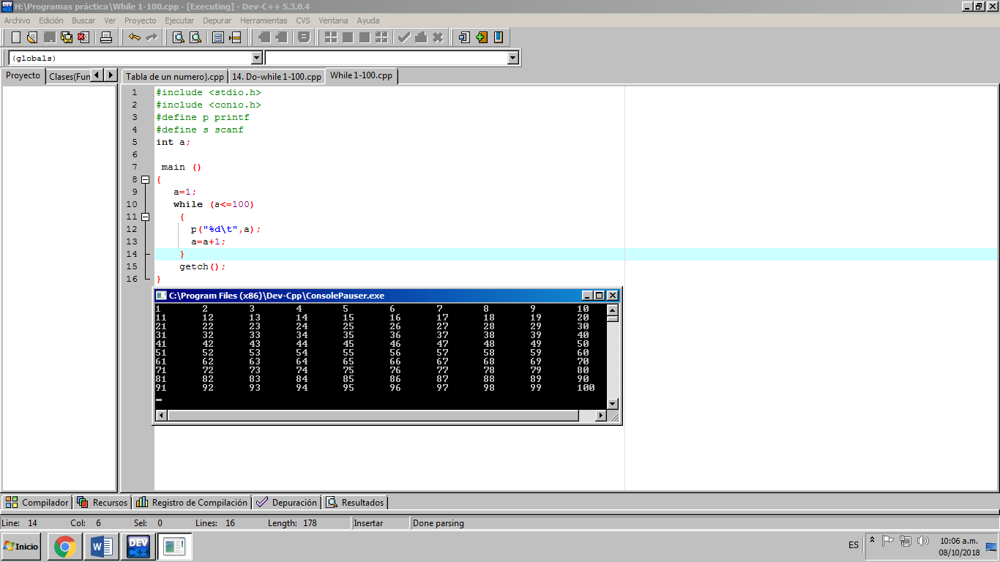 H:\Programas práctica\While 1-100.cpp - [Executing] - Dev-C++ 5.3.0.4
Archivo Edición Buscar Ver Proyecto Ejecutar Depurar Herramientas CVS Ventana Ayuda
(globals)
Proyecto Clases(Fun Tabla de un numero}.cpp 14. Do-while 1-100.cpp While 1-100.cpp
1 #include <stdio.h>
2 #include <conio.h>
3 #define p printf
4 #define s scanf
5 int a;
6
7 main ()
8 {
9 a=1;
10 while (a<=100)
11 {
12 p("%d\t",a);
13 a=a+1;
14 }
15 getch();
16 }
C:\Program Files (x86)\Dev-Cpp\ConsolePauser.exe
1 2 3 4 5 6 7 8 9 10
11 12 13 14 15 16 17 18 19 20
21 22 23 24 25 26 27 28 29 30
31 32 33 34 35 36 37 38 39 40
41 42 43 44 45 46 47 48 49 50
51 52 53 54 55 56 57 58 59 60
61 62 63 64 65 66 67 68 69 70
71 72 73 74 75 76 77 78 79 80
81 82 83 84 85 86 87 88 89 90
91 92 93 94 95 96 97 98 99 100
Compilador Recursos Registro de Compilación Depuración Resultados
Line: 14 Col: 6 Sel: 0 Lines: 16 Length: 178 Insertar Done parsing
Inicio DEV C++ ES 10:06 a.m.
08/10/2018